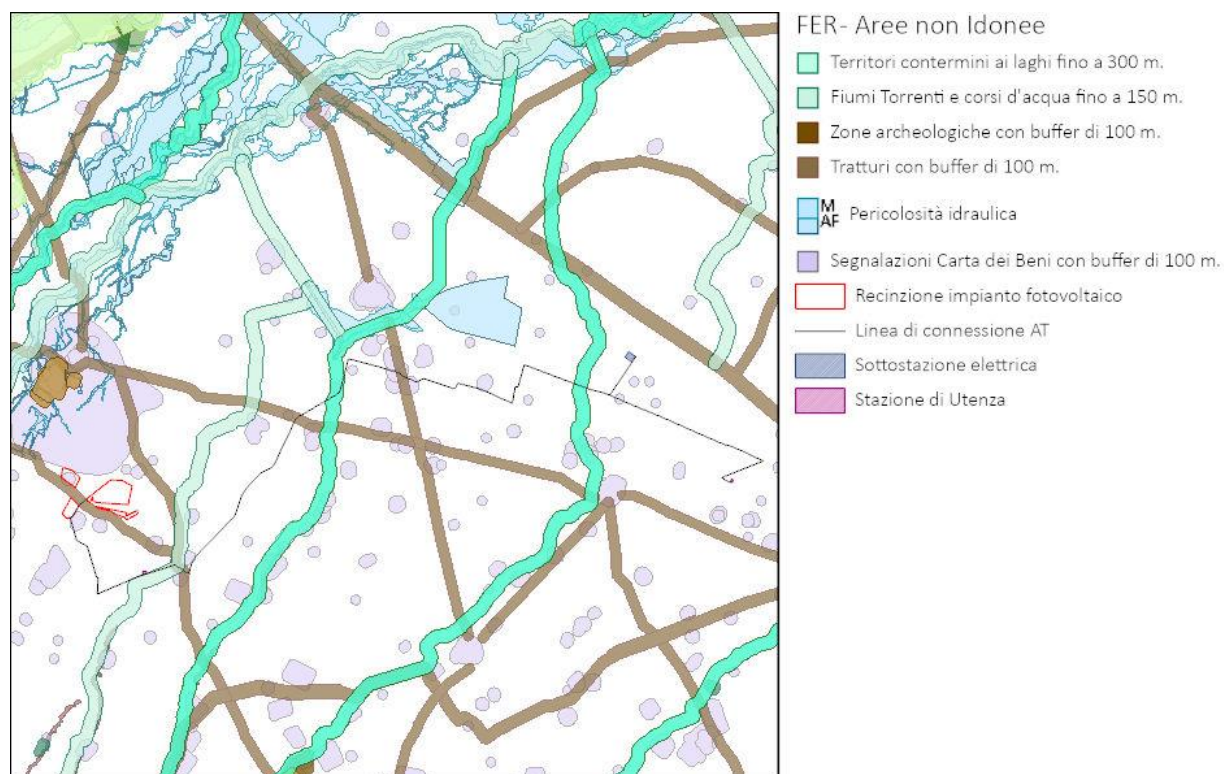 FER- Aree non Idonee
Territori contermini ai laghi fino a 300 m.
Fiumi Torrenti e corsi d'acqua fino a 150 m.
Zone archeologiche con buffer di 100 m.
Tratturi con buffer di 100 m.
M
AF
Pericolosità idraulica
Segnalazioni Carta dei Beni con buffer di 100 m.
Recinzione impianto fotovoltaico
Linea di connessione AT
Sottostazione elettrica
Stazione di Utenza